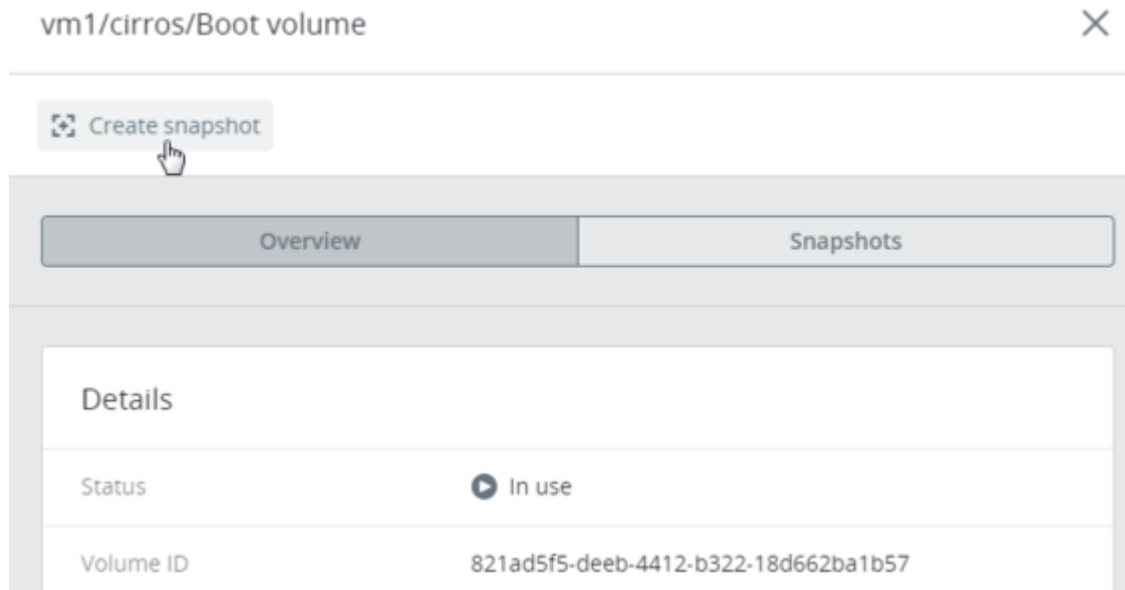 vm1/cirros/Boot volume
Create snapshot
Overview Snapshots
Details
Status In use
Volume ID 821ad5f5-deeb-4412-b322-18d662ba1b57